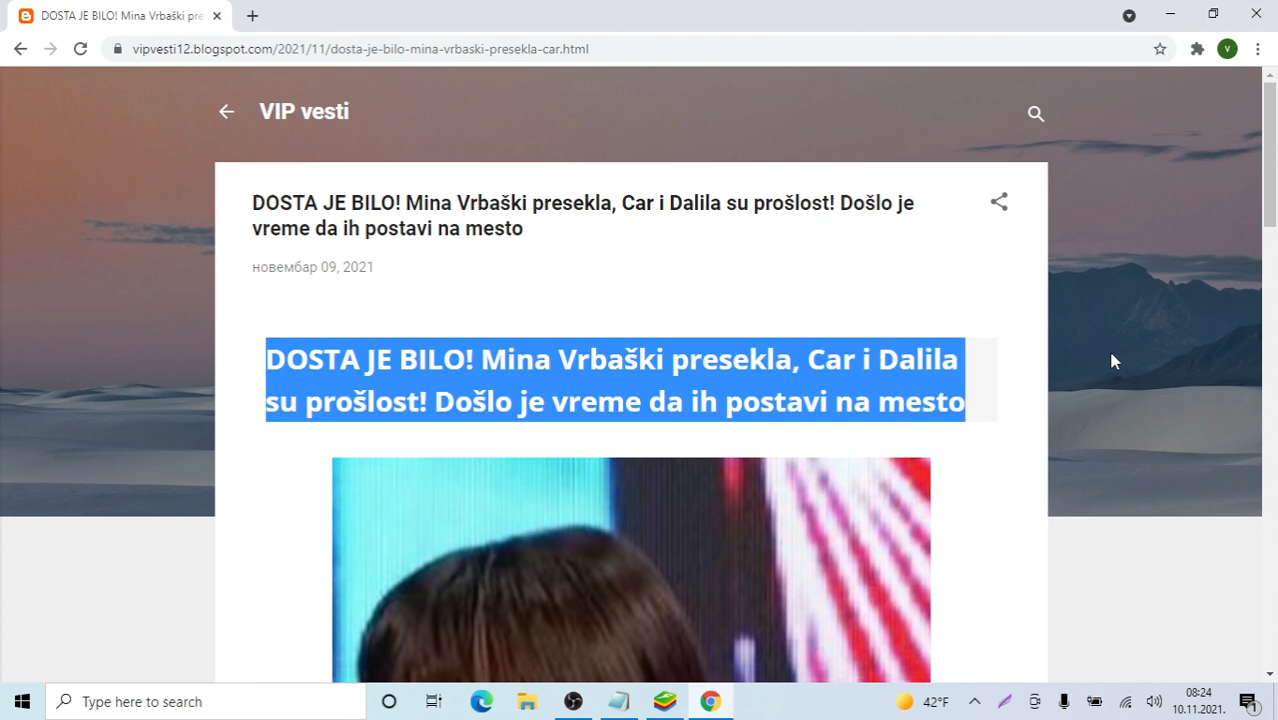 DOSTA JE BILO! Mina Vrbaški pre
vipvesti12.blogspot.com/2021/11/dosta-je-bilo-mina-vrbaski-presekla-car.html
V
VIP vesti
DOSTA JE BILO! Mina Vrbaški presekla, Car i Dalila su prošlost! Došlo je
vreme da ih postavi na mesto
новембар 09, 2021
DOSTA JE BILO! Mina Vrbaški presekla, Car i Dalila
su prošlost! Došlo je vreme da ih postavi na mesto
Type here to search
42°F
08:24
10.11.2021.
1